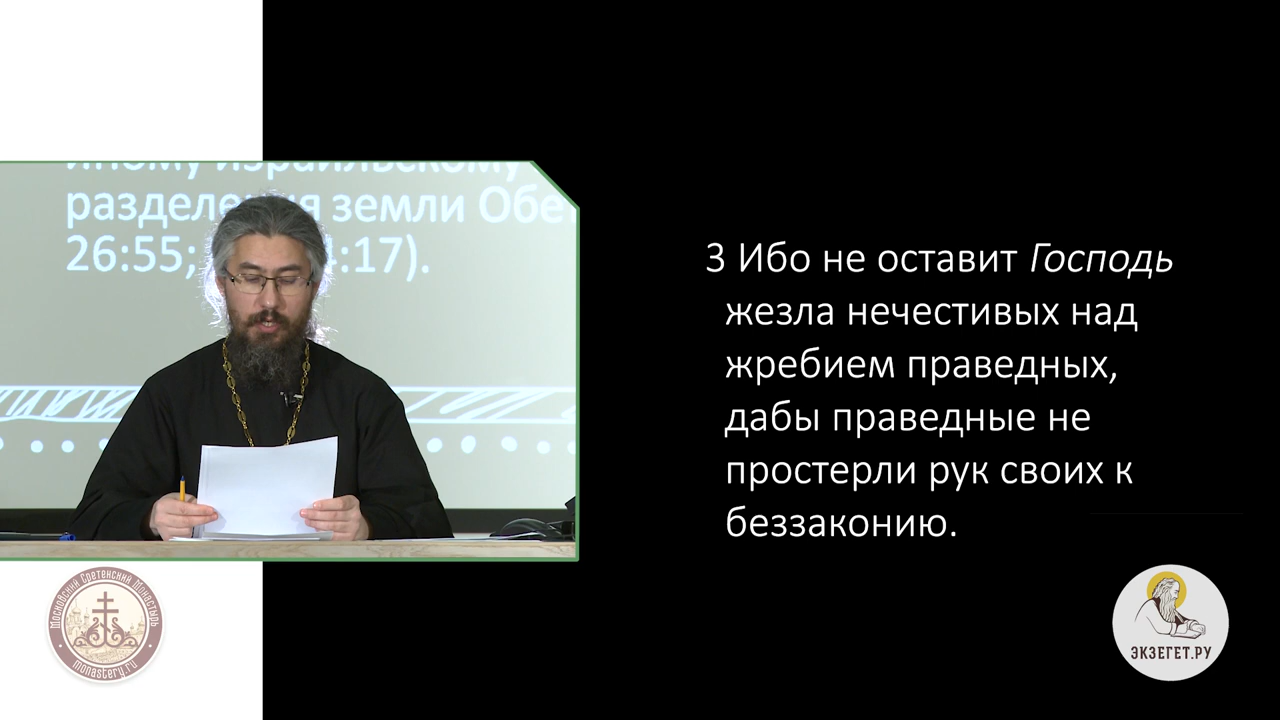 разделения земли
26:55;
:17).
3 Ибо не оставит Господь
жезла нечестивых над
жребием праведных,
дабы праведные не
простерли рук своих к
беззаконию.
Московский Сретенский Монастырь
monastery.ru
ЭКЗЕГЕТ.РУ